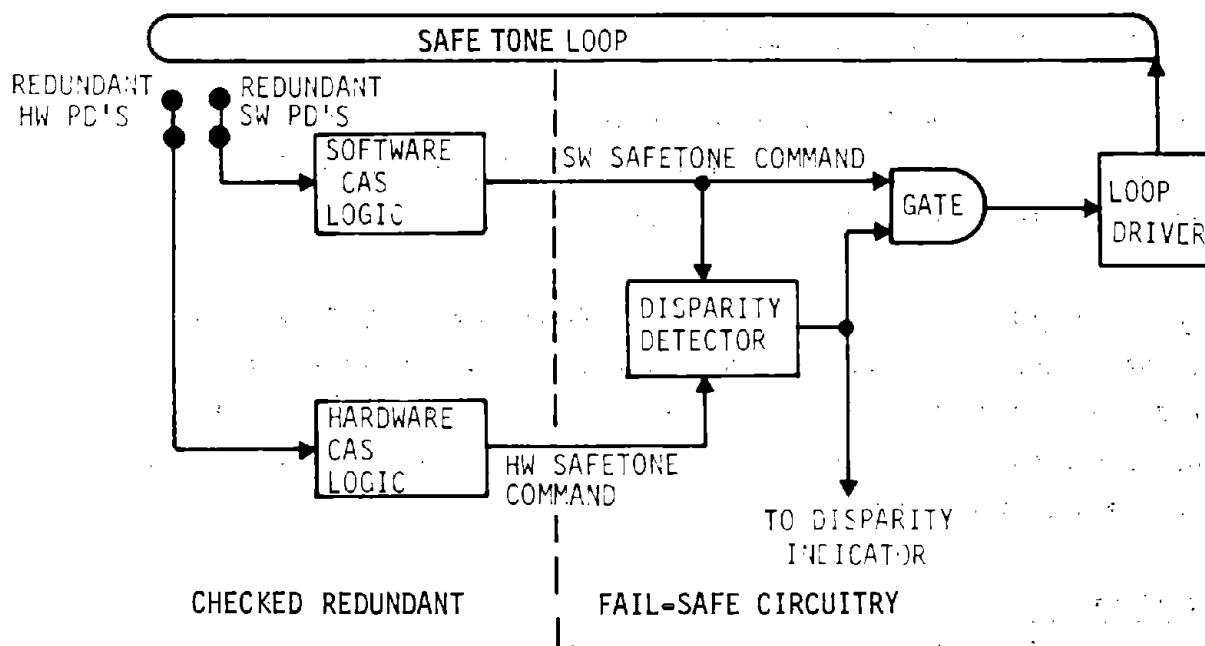 SAFE TONE LOOP
REDUNDANT
HW PD'S
REDUNDANT
SW PD'S
SOFTWARE
CAS
LOGIC
SW SAFETONE COMMAND
GATE
LOOP
DRIVER
DISPARITY
DETECTOR
HARDWARE
CAS
LOGIC
HW SAFETONE
COMMAND
TO DISPARITY
INDICATOR
CHECKED REDUNDANT
FAIL-SAFE CIRCUITRY